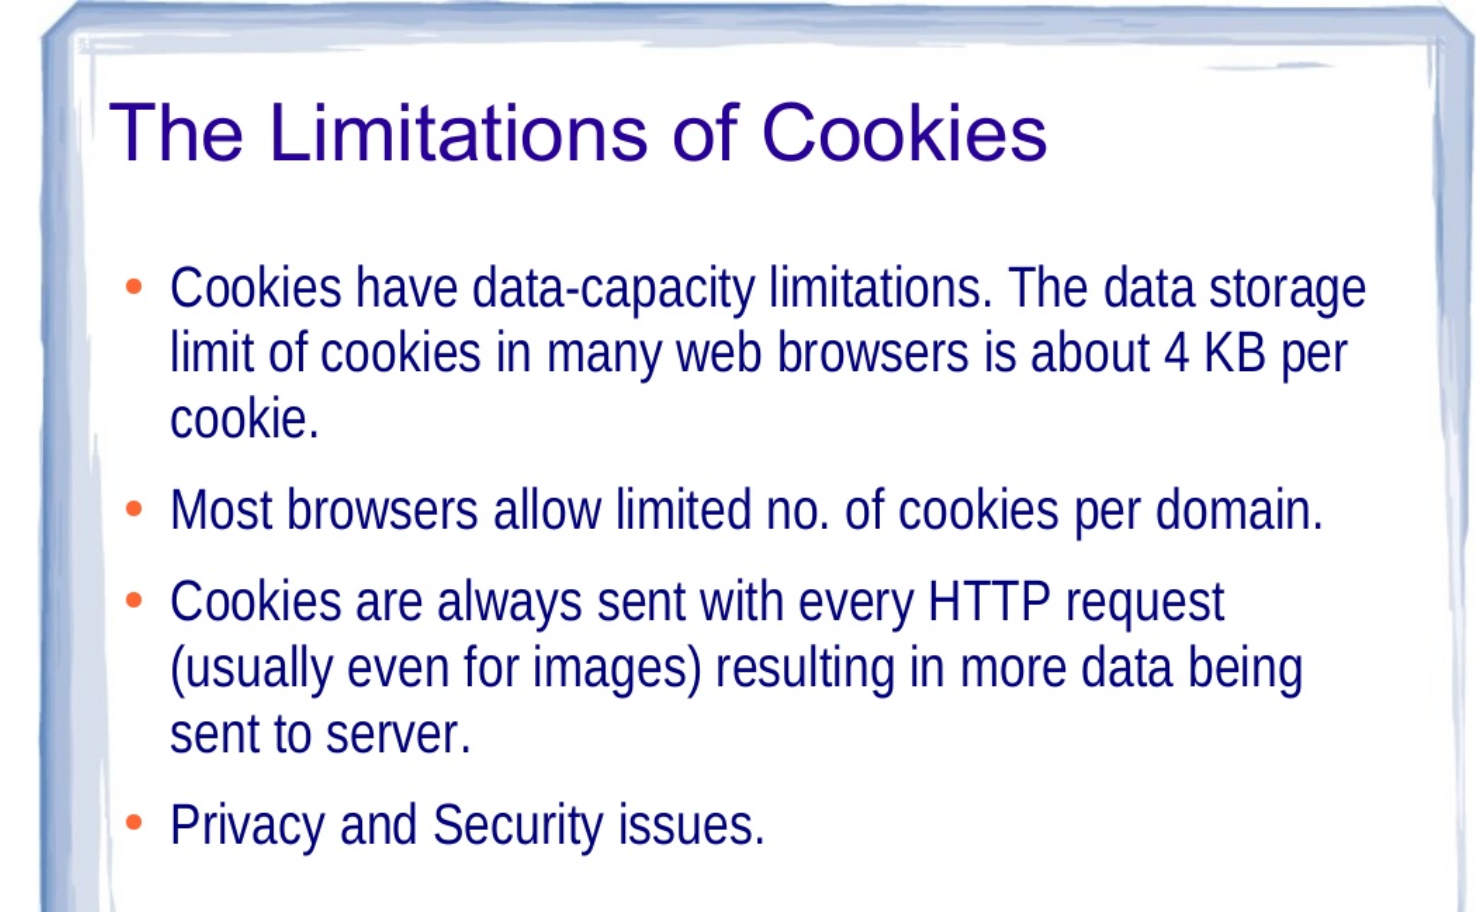 The Limitations of Cookies
• Cookies have data-capacity limitations. The data storage
limit of cookies in many web browsers is about 4 KB per
cookie.
• Most browsers allow limited no. of cookies per domain.
• Cookies are always sent with every HTTP request
(usually even for images) resulting in more data being
sent to server.
• Privacy and Security issues.